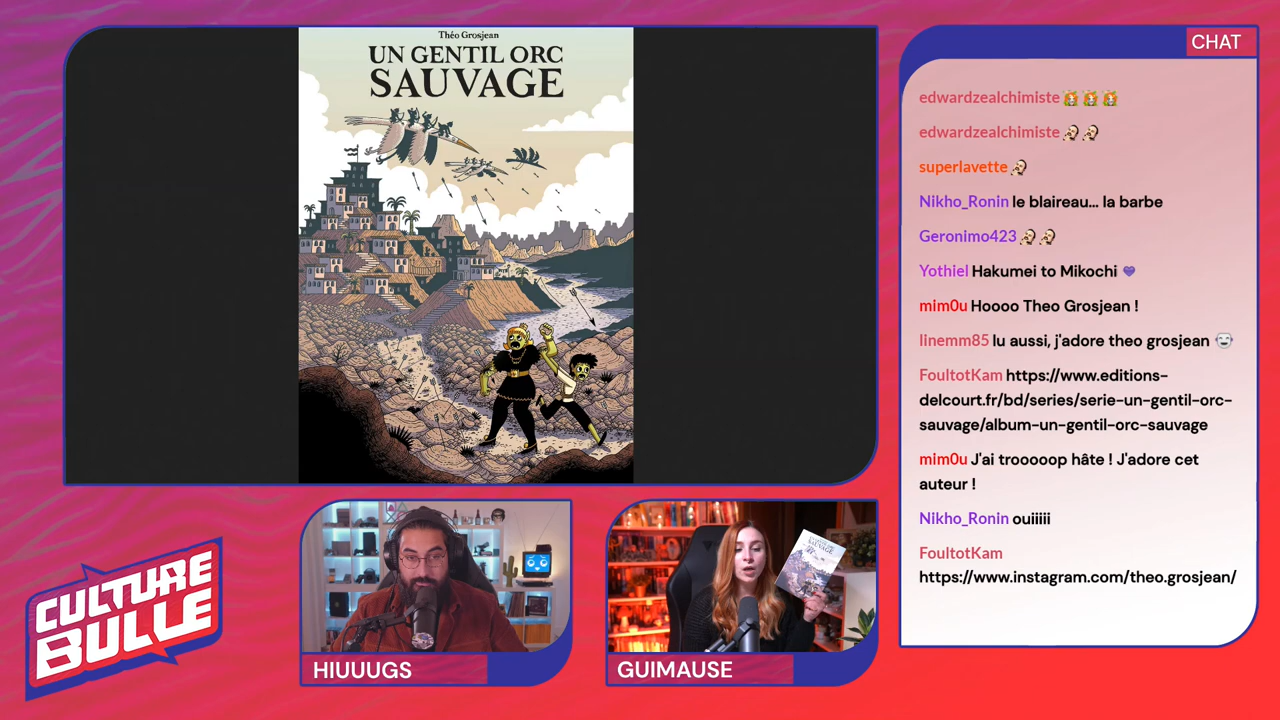 Théo Grosjean
UN GENTIL ORC
SAUVAGE
CHAT
edwardzealchimiste
edwardzealchimiste
superlavette
Nikho_Ronin le blaireau... la barbe
Geronimo423
Yothiel Hakumei to Mikochi
mim0u Hoooo Theo Grosjean !
linemm85 lu aussi, j'adore theo grosjean
FoultotKam https://www.editions-
delcourt.fr/bd/series/serie-un-gentil-orc-
sauvage/album-un-gentil-orc-sauvage
mim0u J'ai trooooop hâte ! J'adore cet
auteur !
Nikho_Ronin ouiiiii
FoultotKam
https://www.instagram.com/theo.grosjean/
CULTURE
BULLE
HIUUUGS
SAUVAGE
GUIMAUSE